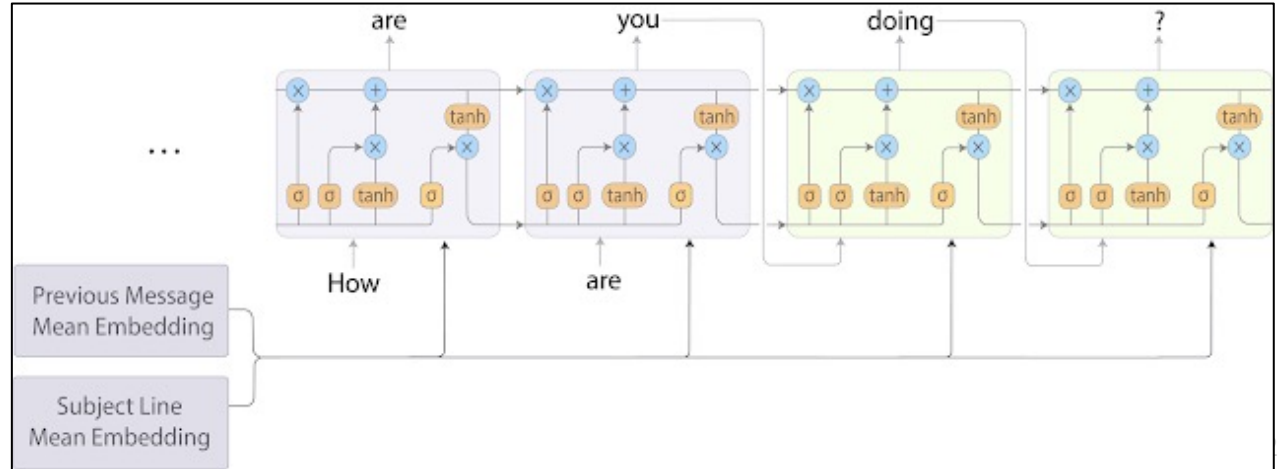 are you doing ?
...
tanh tanh tanh tanh
σ σ tanh σ σ σ tanh σ σ σ tanh σ σ σ tanh σ
How are
Previous Message
Mean Embedding
Subject Line
Mean Embedding